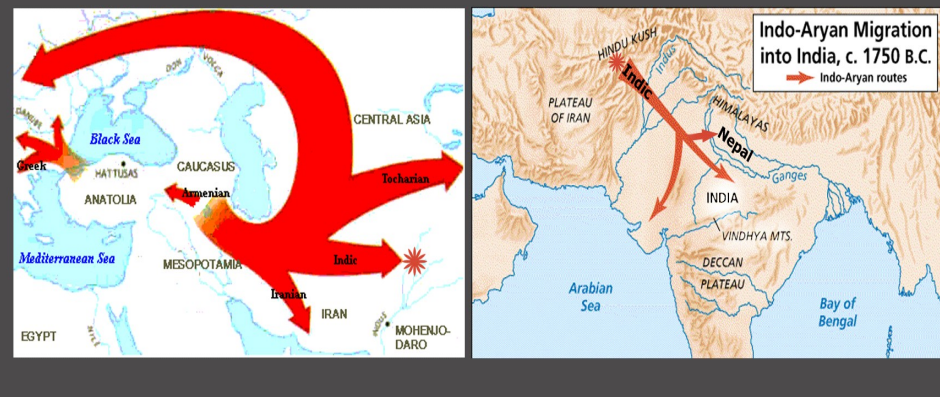 DON
VOLGA
DANUBE
Black Sea
CENTRAL ASIA
Greek
HATTUSAS
CAUCASUS
Tocharian
ANATOLIA
Armenian
Mediterranean Sea
MESOPOTAMIA
Indic
Iranian
IRAN
EGYPT
NILE
INDUS
MOHENJO-
DARO
Indo-Aryan Migration
into India, c. 1750 B.C.
Indo-Aryan routes
HINDU KUSH
Indus
Indic
PLATEAU
OF IRAN
HIMALAYAS
Nepal
Ganges
INDIA
VINDHYA MTS.
DECCAN
PLATEAU
Arabian
Sea
Bay of
Bengal